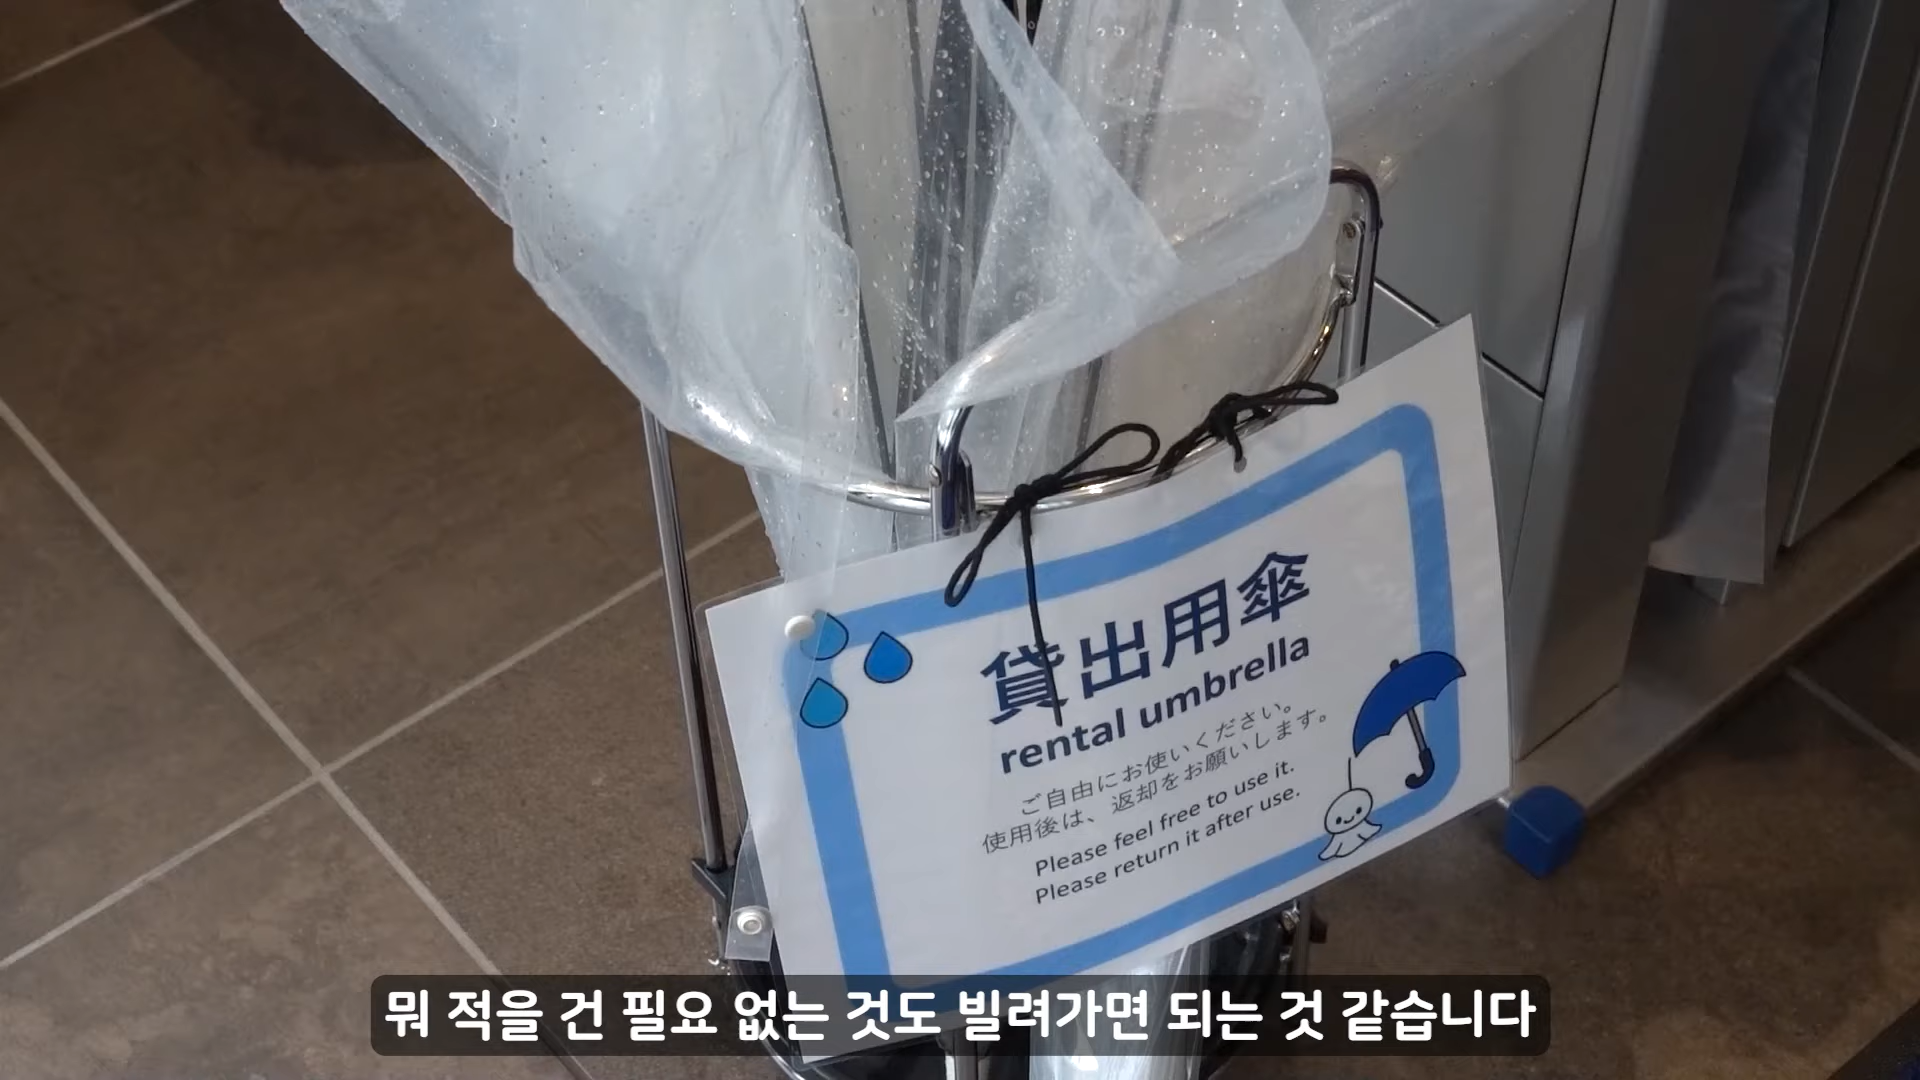 貸出用傘
rental umbrella
ご自由にお使いください。
使用後は、返却をお願いします。
Please feel free to use it.
Please return it after use.
뭐 적을 건 필요 없는 것도 빌려가면 되는 것 같습니다